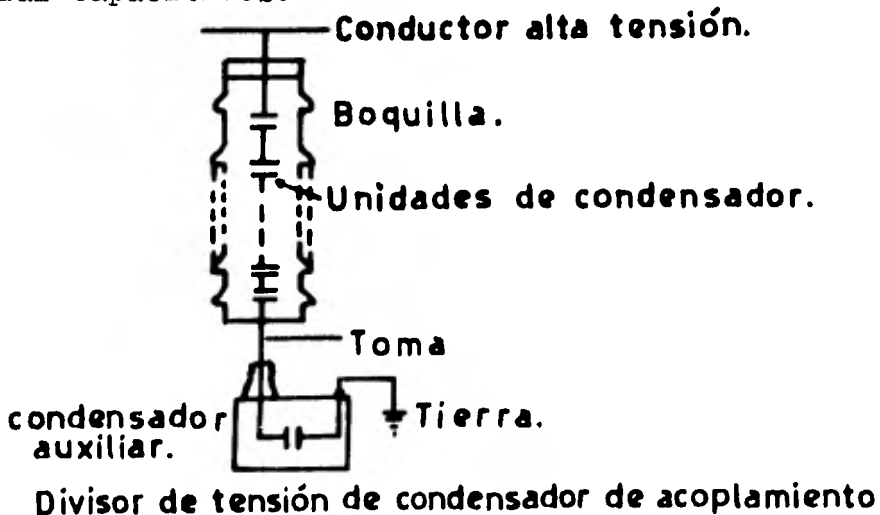 Conductor alta tensión.
Boquilla.
Unidades de condensador.
Toma
condensador
auxiliar.
Tierra.
Divisor de tensión de condensador de acoplamiento